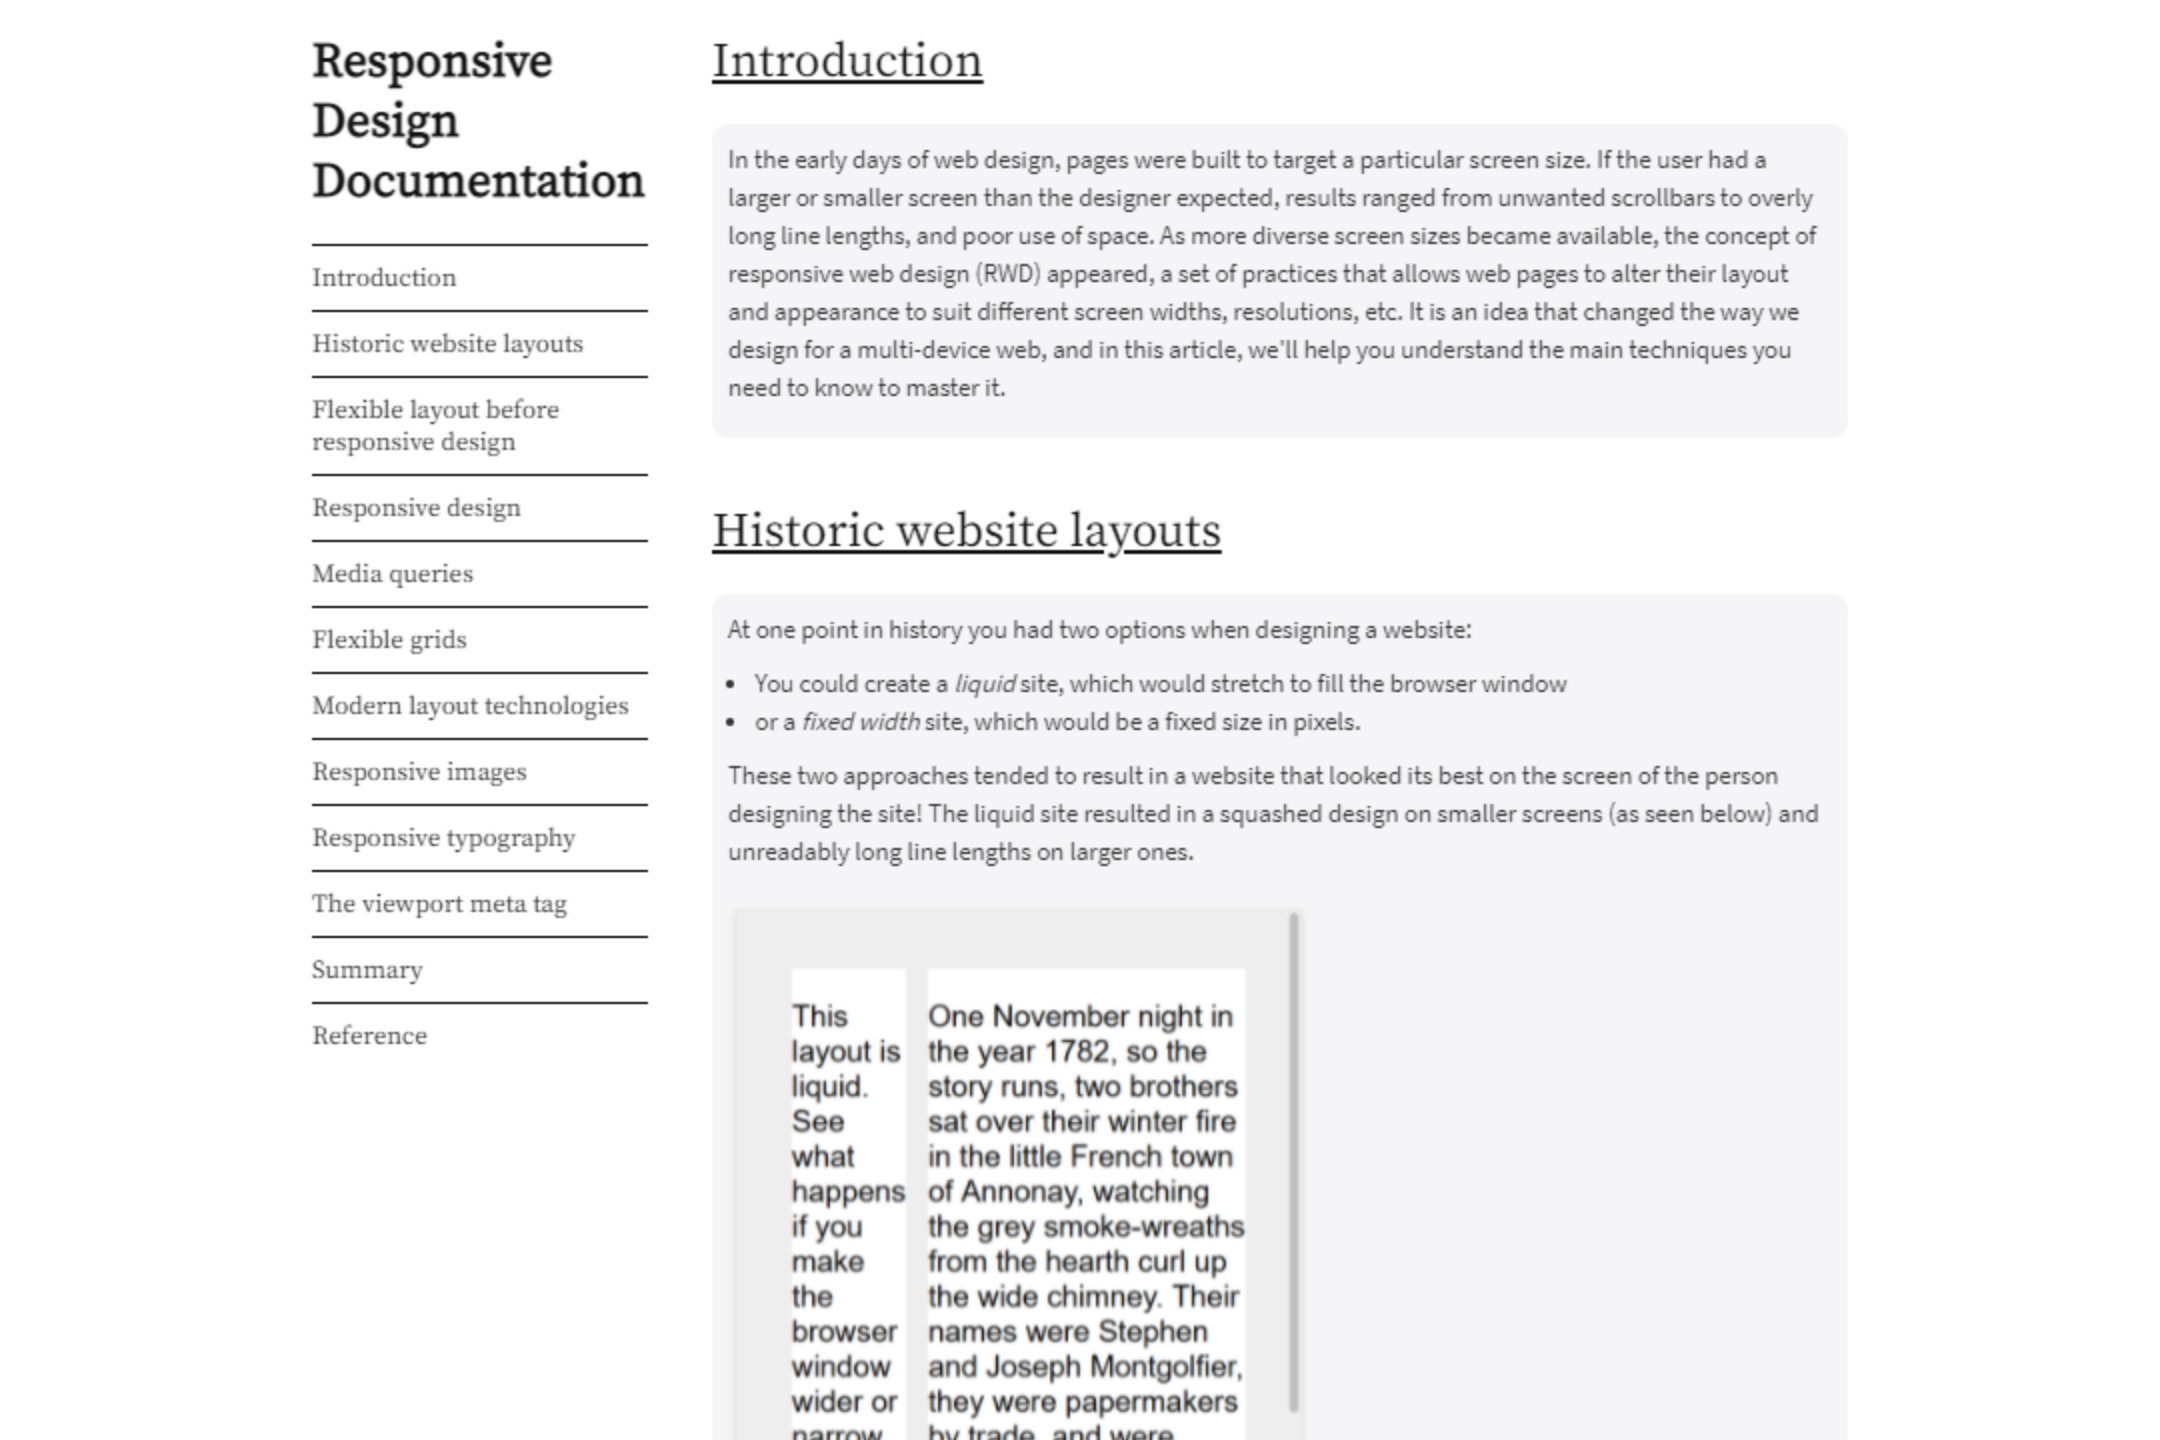 Responsive
Design
Documentation
Introduction
Historic website layouts
Flexible layout before
responsive design
Responsive design
Media queries
Flexible grids
Modern layout technologies
Responsive images
Responsive typography
The viewport meta tag
Summary
Reference
Introduction
In the early days of web design, pages were built to target a particular screen size. If the user had a
larger or smaller screen than the designer expected, results ranged from unwanted scrollbars to overly
long line lengths, and poor use of space. As more diverse screen sizes became available, the concept of
responsive web design (RWD) appeared, a set of practices that allows web pages to alter their layout
and appearance to suit different screen widths, resolutions, etc. It is an idea that changed the way we
design for a multi-device web, and in this article, we'll help you understand the main techniques you
need to know to master it.
Historic website layouts
At one point in history you had two options when designing a website:
• You could create a liquid site, which would stretch to fill the browser window
• or a fixed width site, which would be a fixed size in pixels.
These two approaches tended to result in a website that looked its best on the screen of the person
designing the site! The liquid site resulted in a squashed design on smaller screens (as seen below) and
unreadably long line lengths on larger ones.
This
layout is
liquid.
See
what
happens
if you
make
the
browser
window
wider or
narrow
One November night in
the year 1782, so the
story runs, two brothers
sat over their winter fire
in the little French town
of Annonay, watching
the grey smoke-wreaths
from the hearth curl up
the wide chimney. Their
names were Stephen
and Joseph Montgolfier,
they were papermakers
by trade, and were